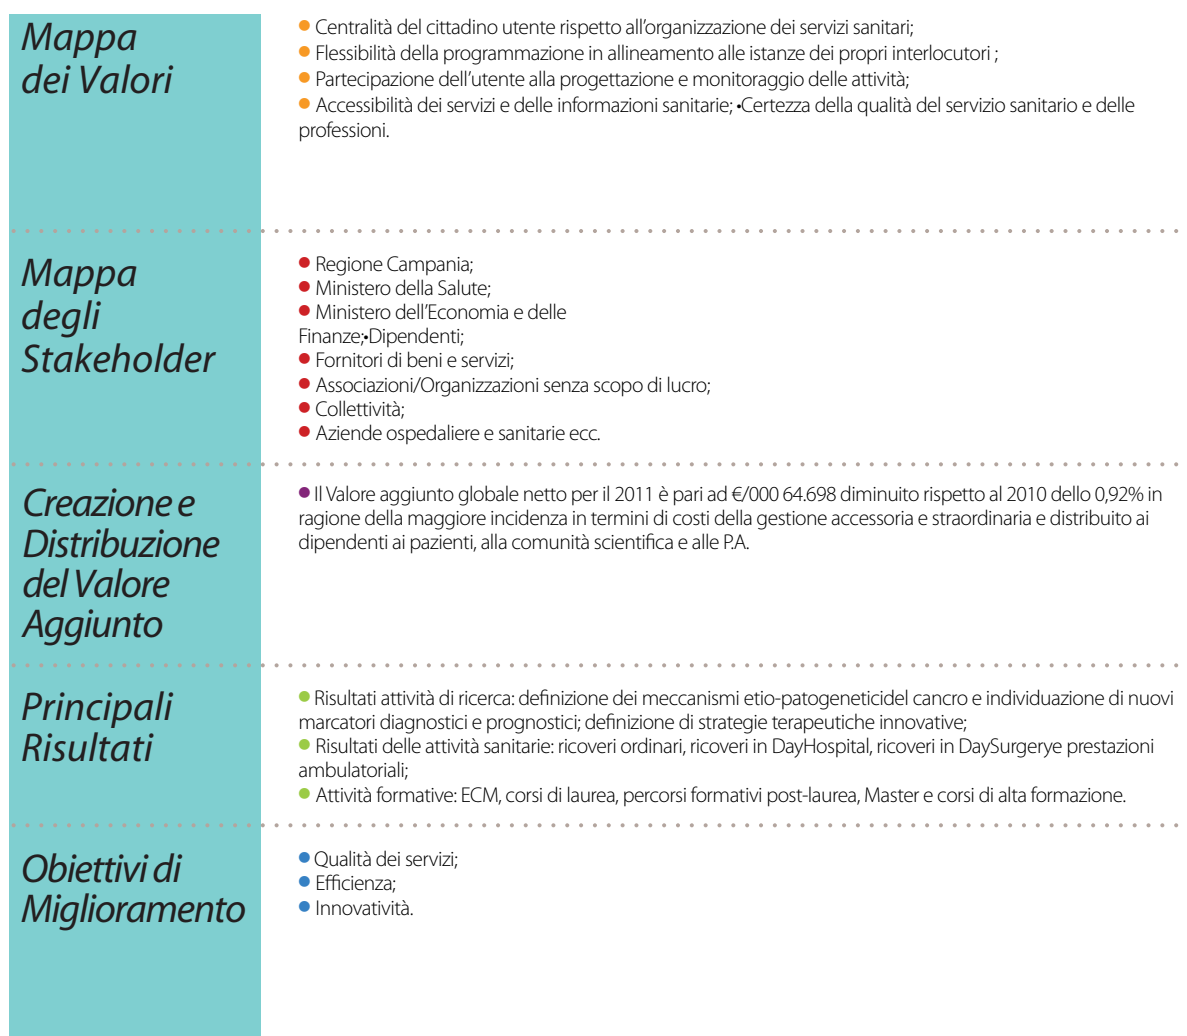 Mappa
dei Valori
● Centralità del cittadino utente rispetto all'organizzazione dei servizi sanitari;
● Flessibilità della programmazione in allineamento alle istanze dei propri interlocutori ;
● Partecipazione dell'utente alla progettazione e monitoraggio delle attività;
● Accessibilità dei servizi e delle informazioni sanitarie; •Certezza della qualità del servizio sanitario e delle
professioni.
Mappa
degli
Stakeholder
● Regione Campania;
● Ministero della Salute;
● Ministero dell'Economia e delle
Finanze;•Dipendenti;
● Fornitori di beni e servizi;
● Associazioni/Organizzazioni senza scopo di lucro;
● Collettività;
● Aziende ospedaliere e sanitarie ecc.
Creazione e
Distribuzione
del Valore
Aggiunto
● Il Valore aggiunto globale netto per il 2011 è pari ad €/000 64.698 diminuito rispetto al 2010 dello 0,92% in
ragione della maggiore incidenza in termini di costi della gestione accessoria e straordinaria e distribuito ai
dipendenti ai pazienti, alla comunità scientifica e alle P.A.
Principali
Risultati
● Risultati attività di ricerca: definizione dei meccanismi etio-patogeneticidel cancro e individuazione di nuovi
marcatori diagnostici e prognostici; definizione di strategie terapeutiche innovative;
● Risultati delle attività sanitarie: ricoveri ordinari, ricoveri in DayHospital, ricoveri in DaySurgerye prestazioni
ambulatoriali;
● Attività formative: ECM, corsi di laurea, percorsi formativi post-laurea, Master e corsi di alta formazione.
Obiettivi di
Miglioramento
● Qualità dei servizi;
● Efficienza;
● Innovatività.